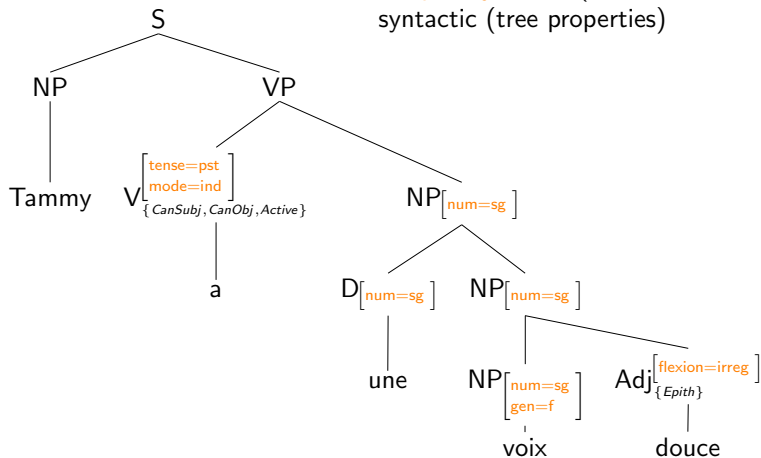 syntactic (tree properties)
S
NP VP
Tammy V[tense=pst mode=ind]{CanSubj,CanObj,Active} NP[num=sg]
a D[num=sg] NP[num=sg]
une NP[num=sg gen=f] Adj[flexion=irreg]{Epith}
voix douce